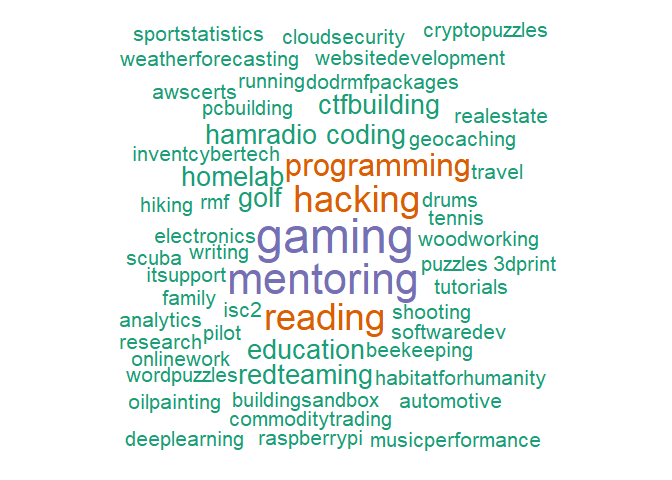 sportstatistics cloudsecurity cryptopuzzles
weatherforecasting websitedevelopment
awscerts running dodrmfpackages
pcbuilding ctfbuilding realestate
hamradio coding geocaching
inventcybertech programming travel
homelab golf hacking drums
hiking rmf tennis
electronics gaming woodworking
scuba writing puzzles 3dprint
itsupport mentoring tutorials
family isc2 reading shooting
analytics pilot softwaredev
research education beekeeping
onlinework
wordpuzzles redteaming habitatforhumanity
oilpainting buildingsandbox automotive
commoditytrading
deeplearning raspberrypi musicperformance